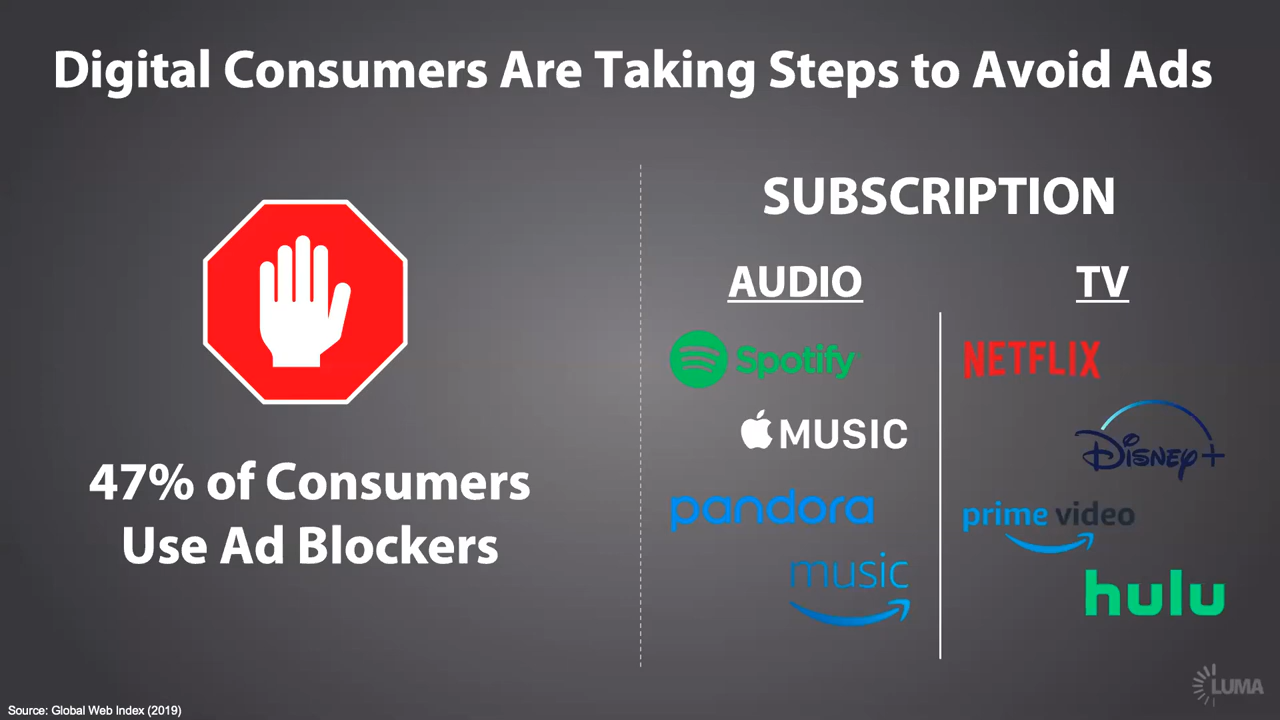 Digital Consumers Are Taking Steps to Avoid Ads
47% of Consumers
Use Ad Blockers
SUBSCRIPTION
AUDIO
Spotify
MUSIC
pandora
music
TV
NETFLIX
Disney+
prime video
hulu
Source: Global Web Index (2019)
LUMA